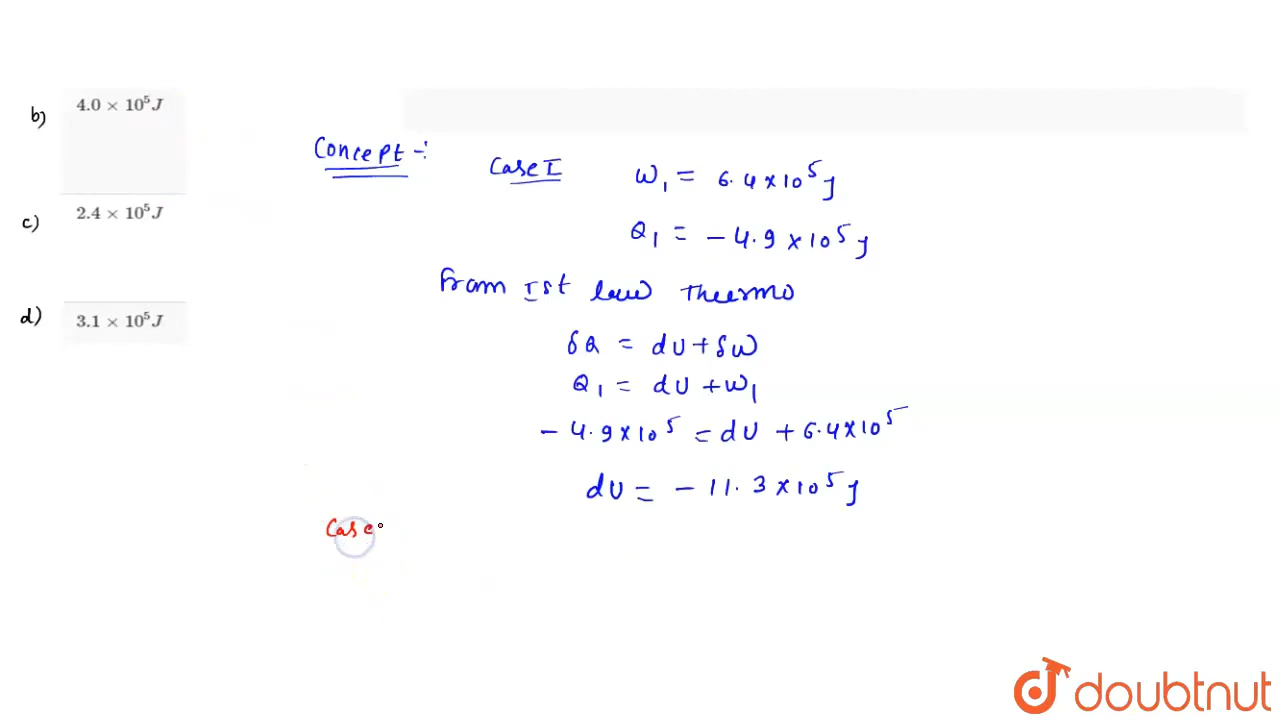 b) 4.0 × 10⁵ J
c) 2.4 × 10⁵ J
d) 3.1 × 10⁵ J
Concept :-
Case I W₁ = 6.4 × 10⁵ J
Q₁ = - 4.9 × 10⁵ J
From Ist law Thermo
δQ = dU + δW
Q₁ = dU + W₁
- 4.9 × 10⁵ = dU + 6.4 × 10⁵
dU = - 11.3 × 10⁵ J
Case
doubtnut